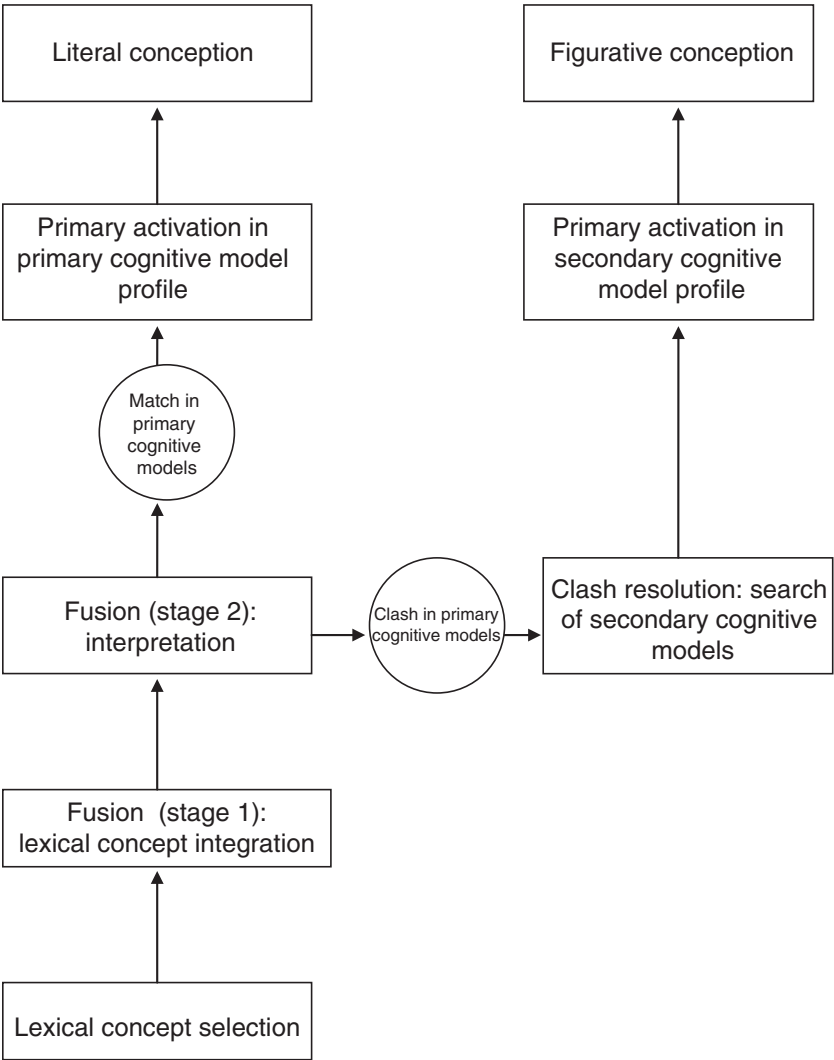 Literal conception
Figurative conception
Primary activation in
primary cognitive model
profile
Primary activation in
secondary cognitive
model profile
Match in
primary
cognitive
models
Fusion (stage 2):
interpretation
Clash in primary
cognitive models
Clash resolution: search
of secondary cognitive
models
Fusion (stage 1):
lexical concept integration
Lexical concept selection